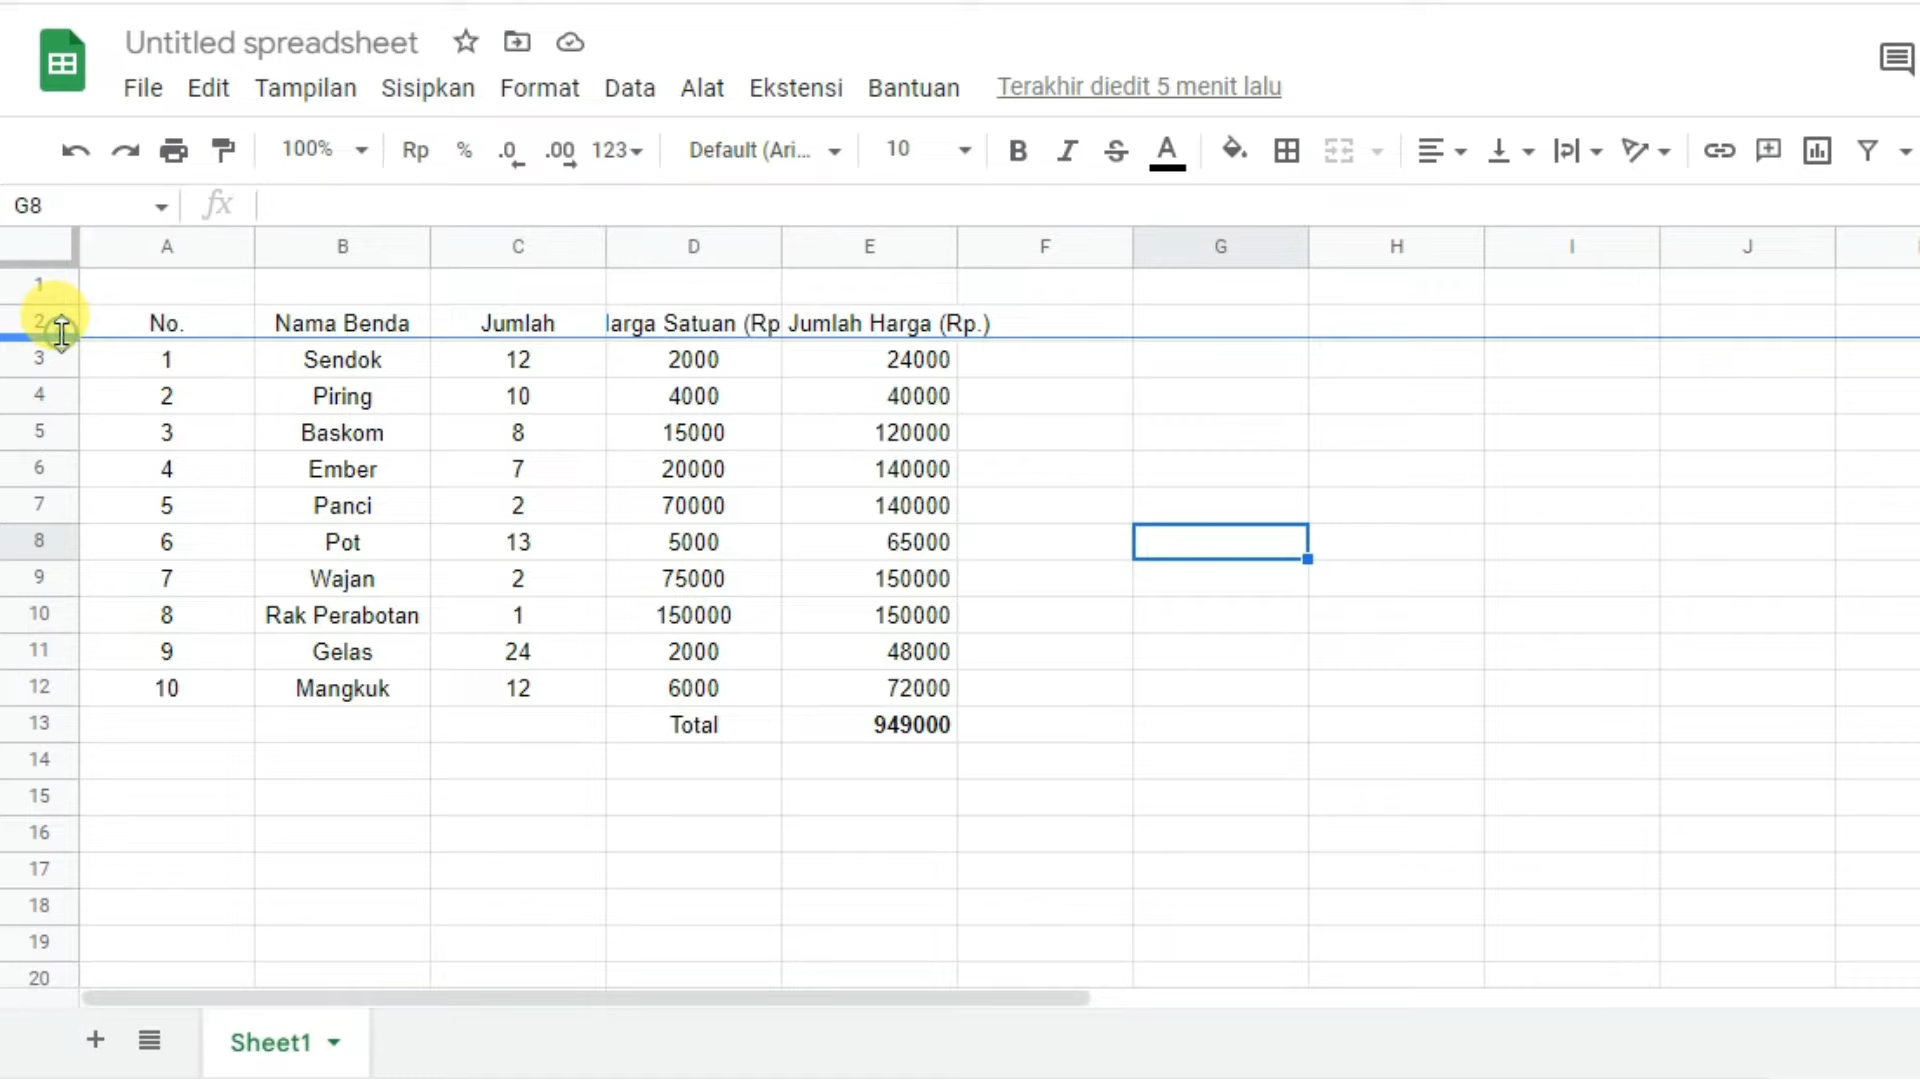 Untitled spreadsheet
File Edit Tampilan Sisipkan Format Data Alat Ekstensi Bantuan Terakhir diedit 5 menit lalu
100% Rp % .0 .00 123 Default (Ari... 10 B I S A
G8 fx
A B C D E F G H I J
1
2 No. Nama Benda Jumlah arga Satuan (Rp Jumlah Harga (Rp.)
3 1 Sendok 12 2000 24000
4 2 Piring 10 4000 40000
5 3 Baskom 8 15000 120000
6 4 Ember 7 20000 140000
7 5 Panci 2 70000 140000
8 6 Pot 13 5000 65000
9 7 Wajan 2 75000 150000
10 8 Rak Perabotan 1 150000 150000
11 9 Gelas 24 2000 48000
12 10 Mangkuk 12 6000 72000
13 Total 949000
14
15
16
17
18
19
20
+ Sheet1